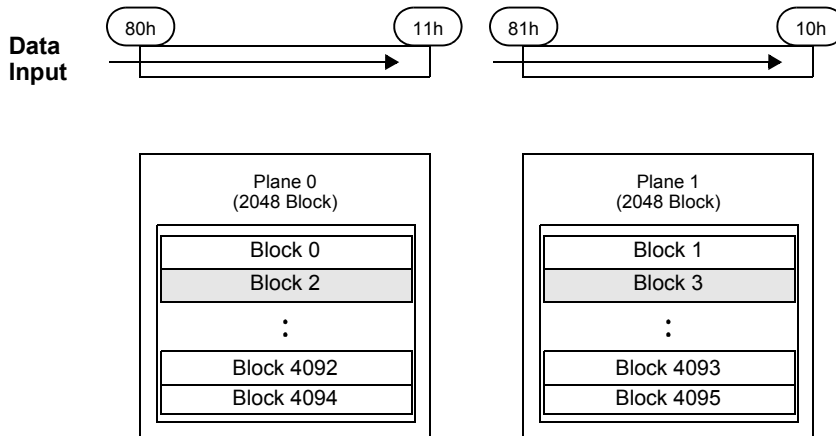 80h 11h 81h 10h
Data
Input
Plane 0
(2048 Block)
Block 0
Block 2
:
Block 4092
Block 4094
Plane 1
(2048 Block)
Block 1
Block 3
:
Block 4093
Block 4095